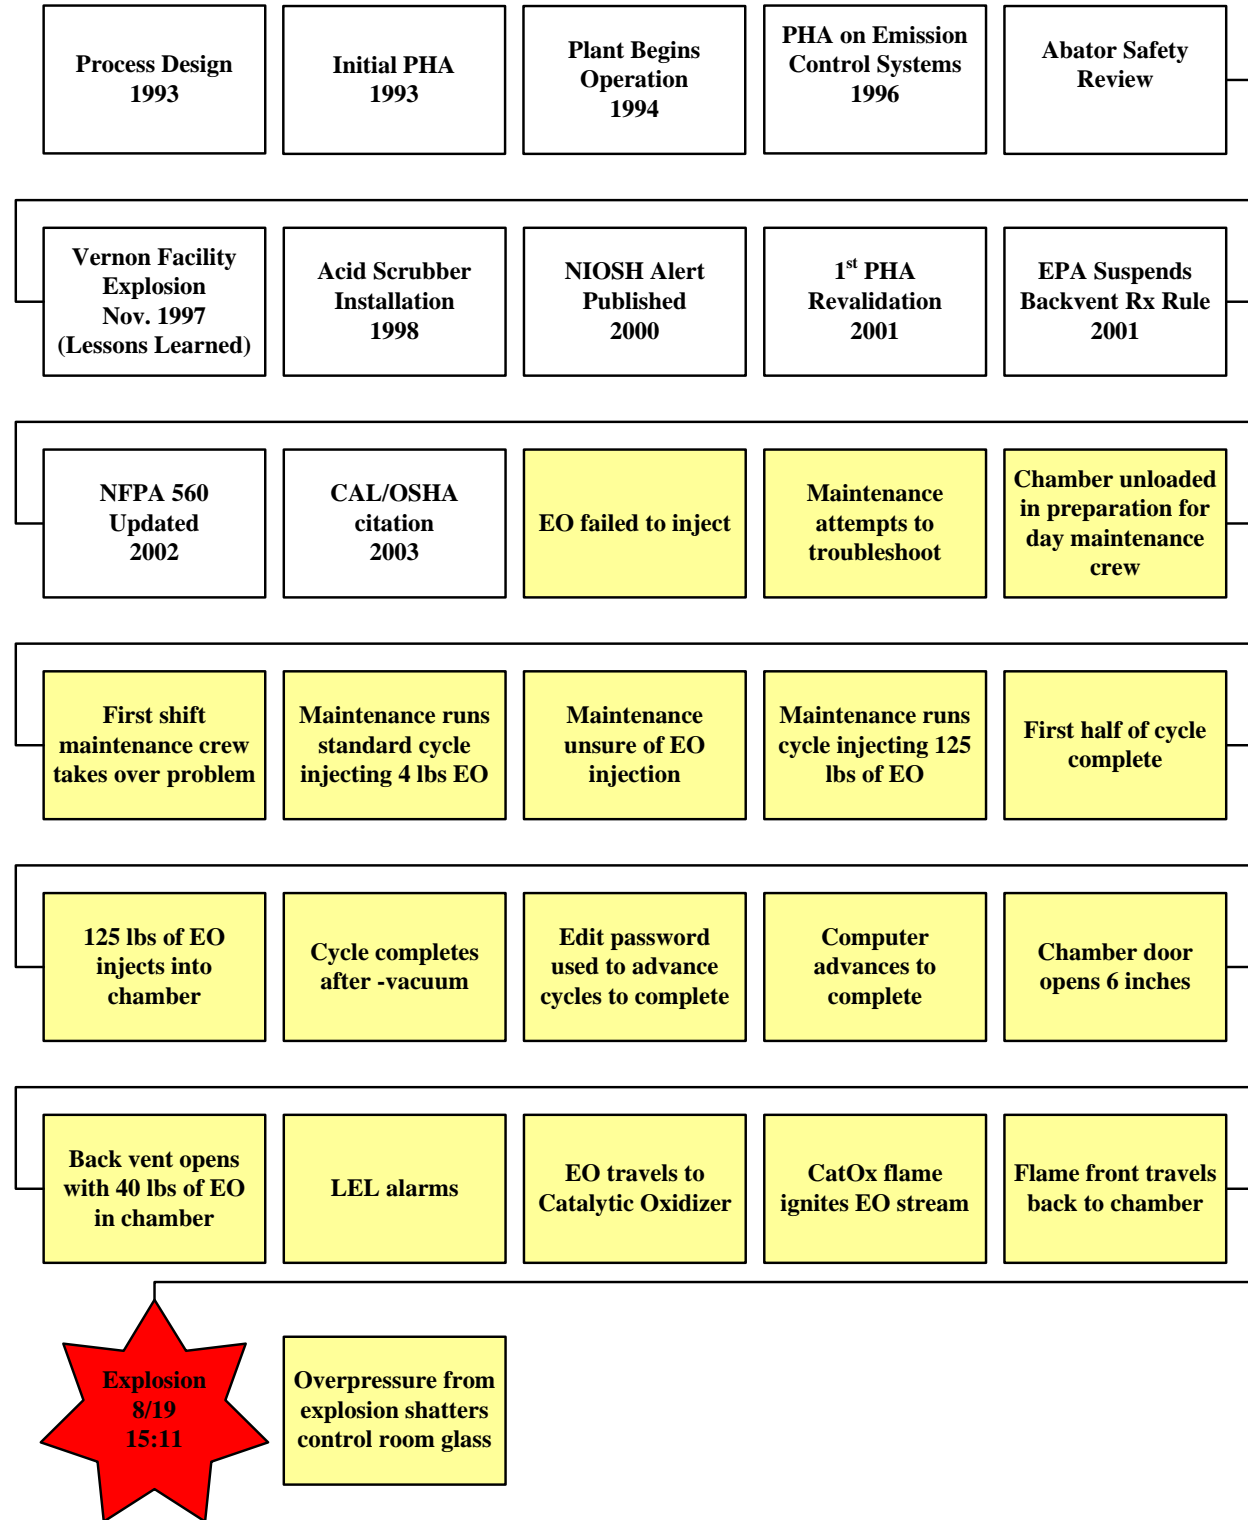 Process Design
1993
Initial PHA
1993
Plant Begins
Operation
1994
PHA on Emission
Control Systems
1996
Abator Safety
Review
Vernon Facility
Explosion
Nov. 1997
(Lessons Learned)
Acid Scrubber
Installation
1998
NIOSH Alert
Published
2000
1st PHA
Revalidation
2001
EPA Suspends
Backvent Rx Rule
2001
NFPA 560
Updated
2002
CAL/OSHA
citation
2003
EO failed to inject
Maintenance
attempts to
troubleshoot
Chamber unloaded
in preparation for
day maintenance
crew
First shift
maintenance crew
takes over problem
Maintenance runs
standard cycle
injecting 4 lbs EO
Maintenance
unsure of EO
injection
Maintenance runs
cycle injecting 125
lbs of EO
First half of cycle
complete
125 lbs of EO
injects into
chamber
Cycle completes
after -vacuum
Edit password
used to advance
cycles to complete
Computer
advances to
complete
Chamber door
opens 6 inches
Back vent opens
with 40 lbs of EO
in chamber
LEL alarms
EO travels to
Catalytic Oxidizer
CatOx flame
ignites EO stream
Flame front travels
back to chamber
Explosion
8/19
15:11
Overpressure from
explosion shatters
control room glass